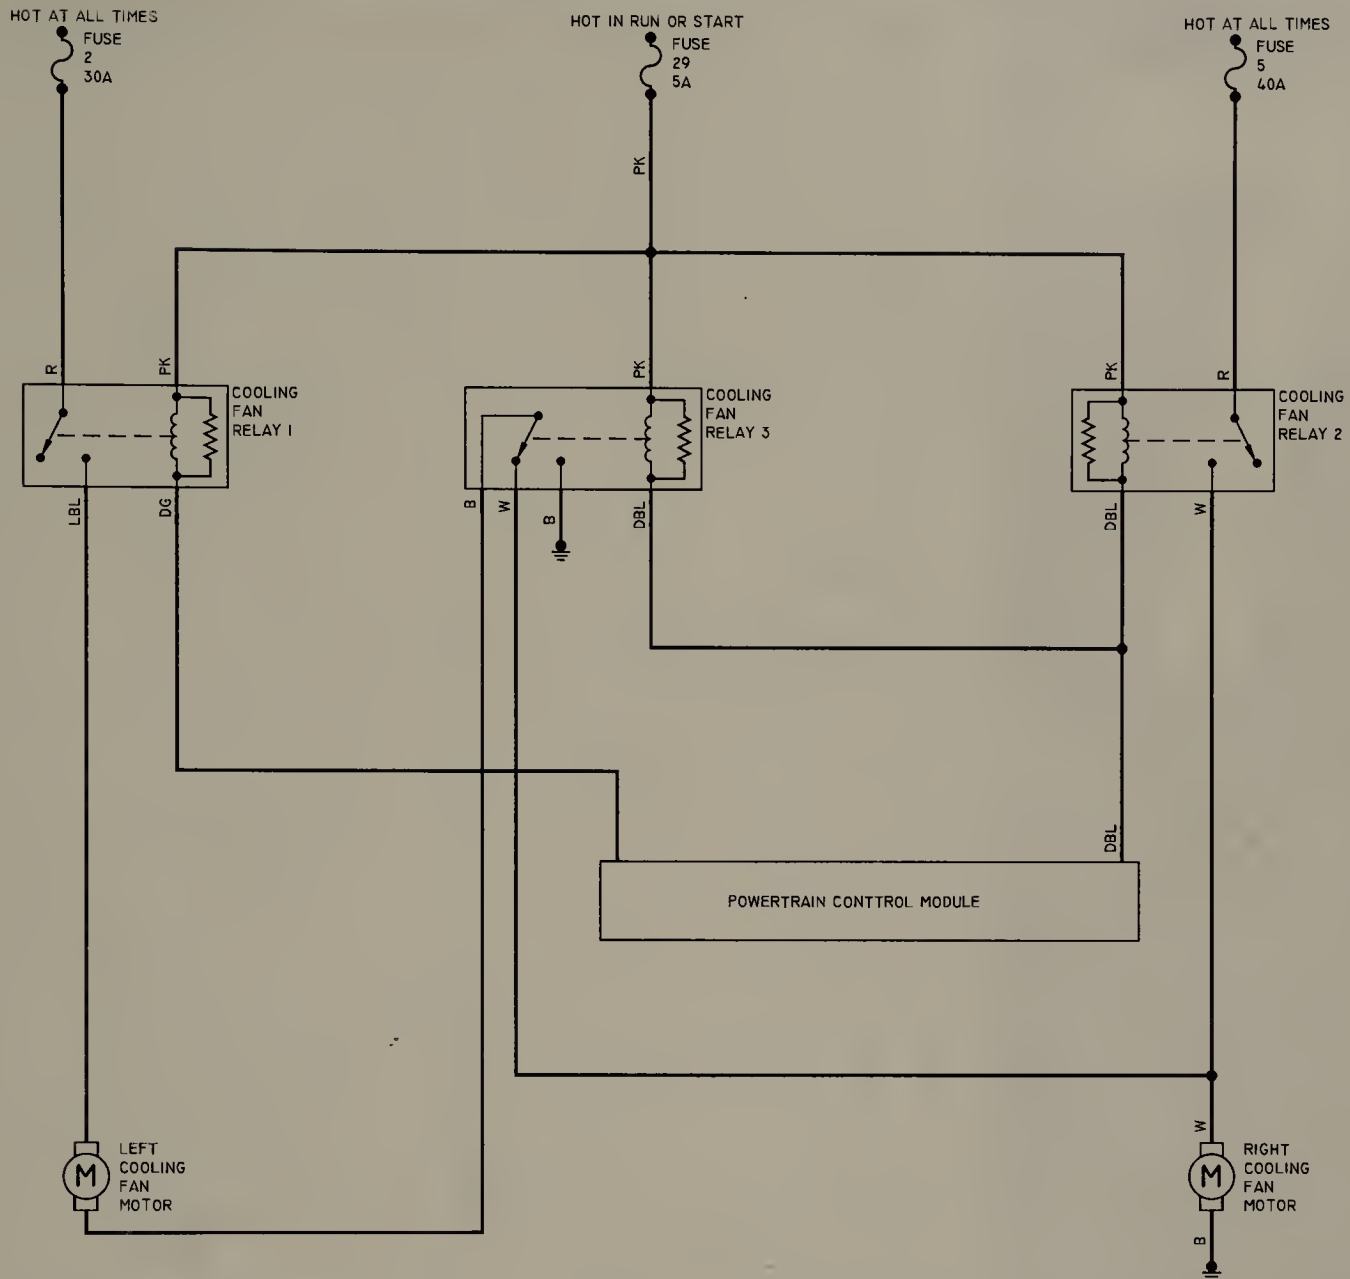 HOT AT ALL TIMES
FUSE
2
30A
HOT IN RUN OR START
FUSE
29
5A
HOT AT ALL TIMES
FUSE
5
40A
PK
R
PK
COOLING
FAN
RELAY 1
PK
COOLING
FAN
RELAY 3
PK
R
COOLING
FAN
RELAY 2
LBL
DG
B
W
B
DBL
DBL
W
DBL
POWERTRAIN CONTTROL MODULE
M
LEFT
COOLING
FAN
MOTOR
W
M
RIGHT
COOLING
FAN
MOTOR
B